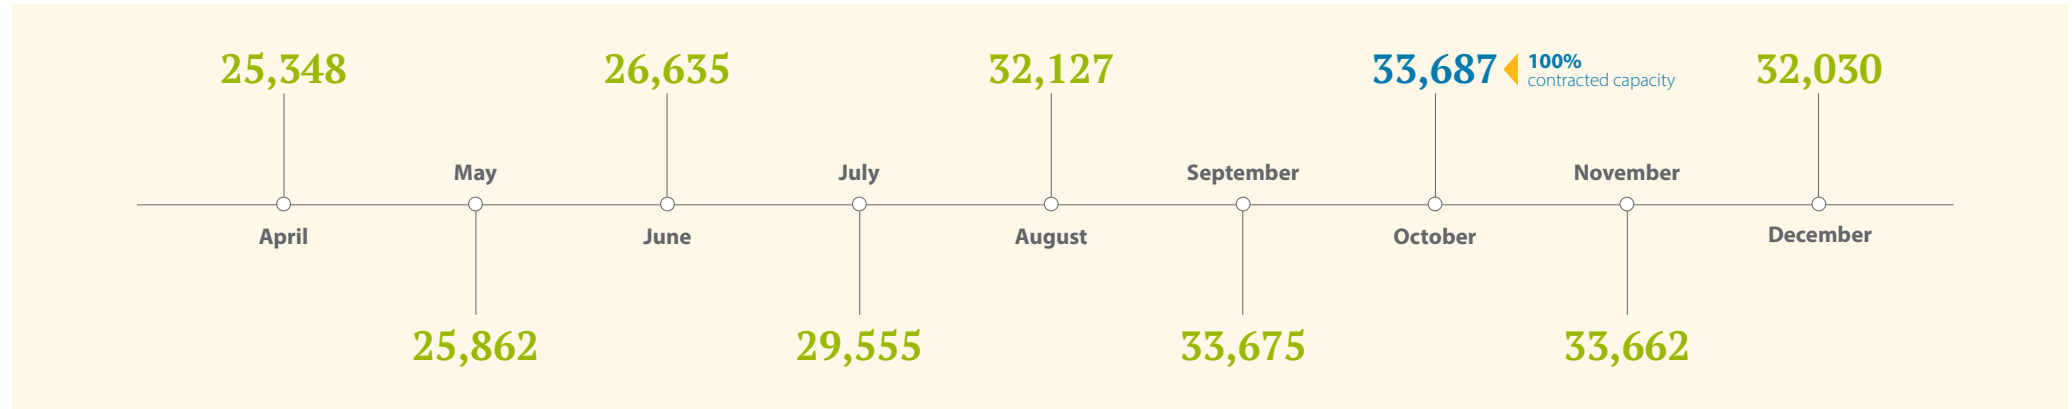 25,348
26,635
32,127
33,687
100%
contracted capacity
32,030
May
July
September
November
April
June
August
October
December
25,862
29,555
33,675
33,662